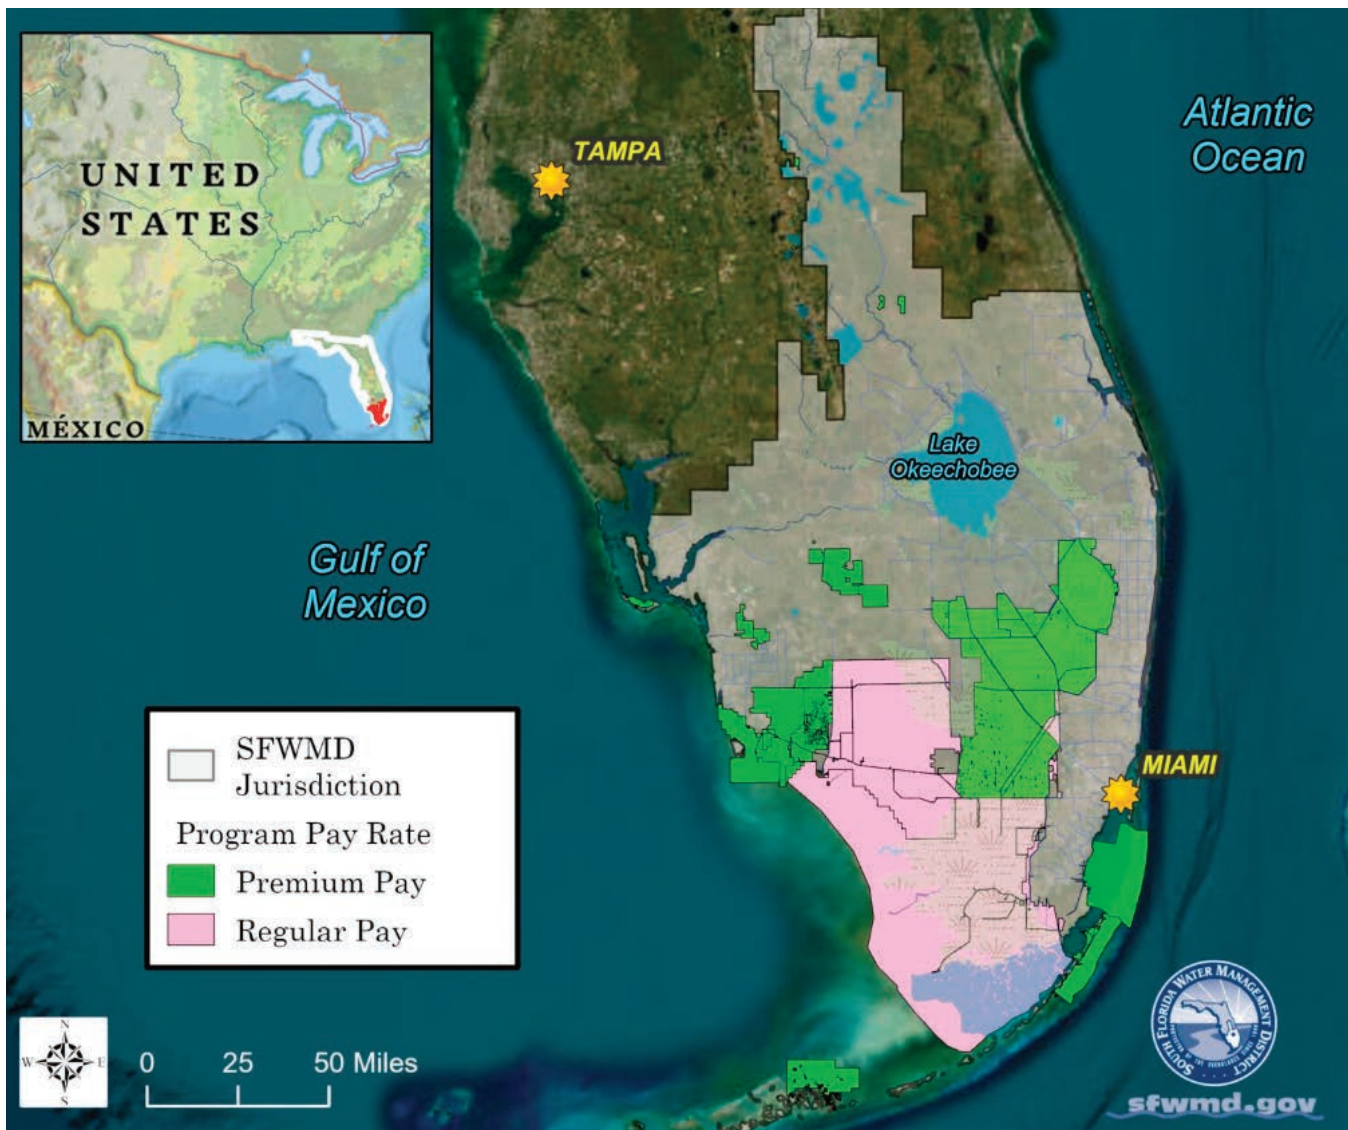 UNITED
STATES
MÉXICO
TAMPA
Atlantic
Ocean
Lake
Okeechobee
Gulf of
Mexico
MIAMI
SFWMD
Jurisdiction
Program Pay Rate
Premium Pay
Regular Pay
N
W E
S
0 25 50 Miles
SOUTH FLORIDA WATER MANAGEMENT DISTRICT
sfwmd.gov